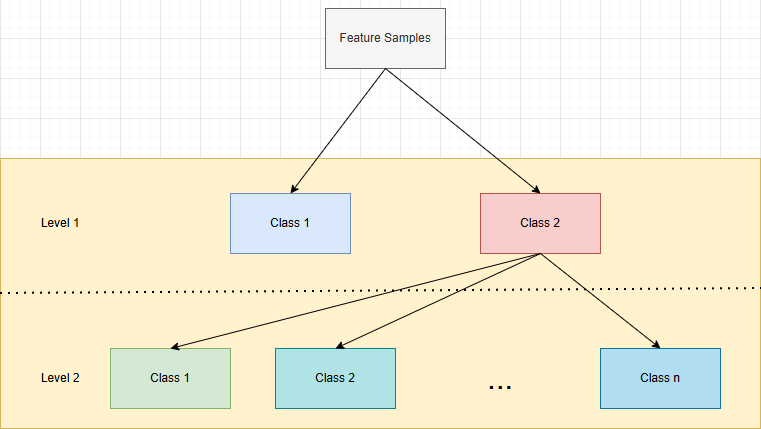 Feature Samples
Level 1
Class 1
Class 2
Level 2
Class 1
Class 2
...
Class n